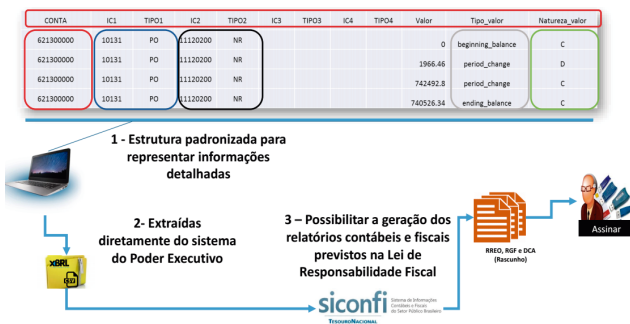 CONTA IC1 TIPO1 IC2 TIPO2 IC3 TIPO3 IC4 TIPO4 Valor Tipo_valor Natureza_valor
621300000 10131 PO 11120200 NR 0 beginning_balance C
621300000 10131 PO 11120200 NR 1966.46 period_change D
621300000 10131 PO 11120200 NR 742492.8 period_change C
621300000 10131 PO 11120200 NR 740526.34 ending_balance C
1 - Estrutura padronizada para
representar informações
detalhadas
2- Extraídas
diretamente do sistema
do Poder Executivo
3 – Possibilitar a geração dos
relatórios contábeis e fiscais
previstos na Lei de
Responsabilidade Fiscal
RREO, RGF e DCA
(Rascunho)
Assinar
XBRL
CSV
siconfi
Sistema de Informações
Contábeis e Fiscais
do Setor Público Brasileiro
TESOURONACIONAL